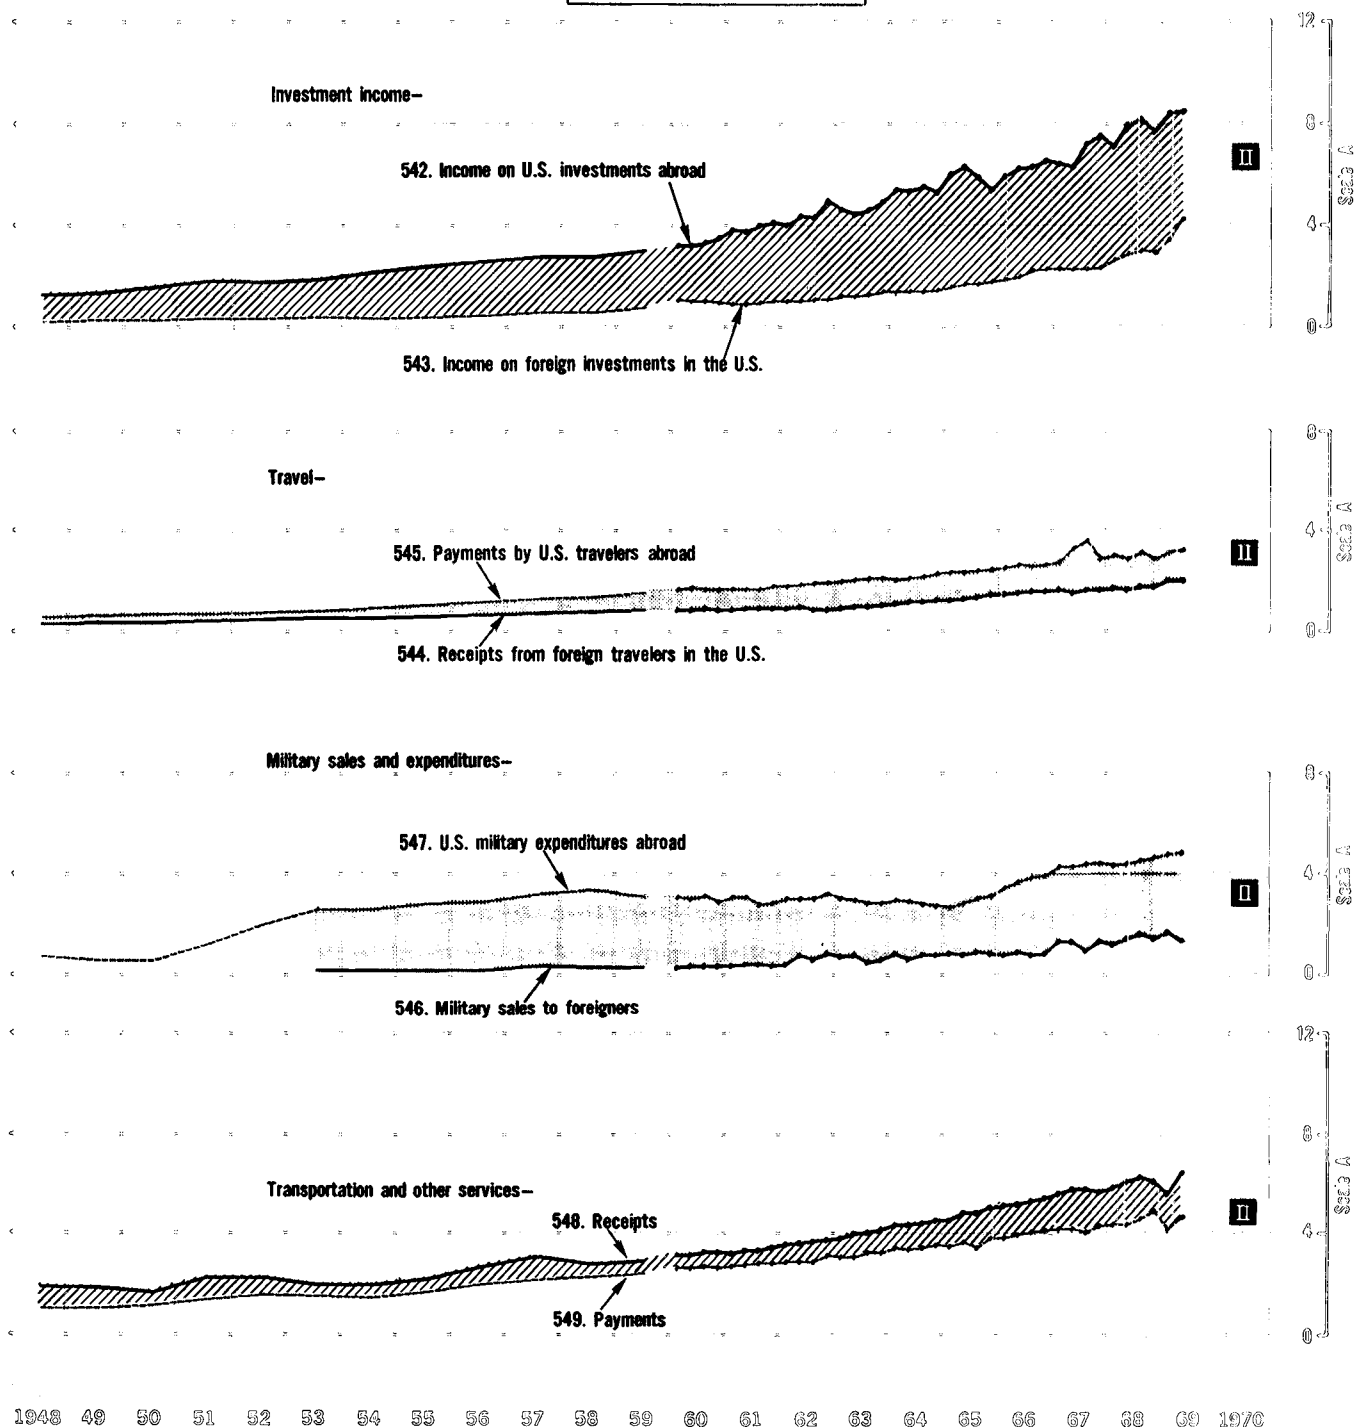 12
Investment income—
8
542. Income on U.S. investments abroad
II
Scale A
4
0
543. Income on foreign investments in the U.S.
8
Travel—
4
545. Payments by U.S. travelers abroad
II
Scale A
0
544. Receipts from foreign travelers in the U.S.
Military sales and expenditures—
8
547. U.S. military expenditures abroad
4
II
Scale A
0
546. Military sales to foreigners
12
8
Transportation and other services—
548. Receipts
II
Scale A
4
549. Payments
0
1948 49 50 51 52 53 54 55 56 57 58 59 60 61 62 63 64 65 66 67 68 69 1970